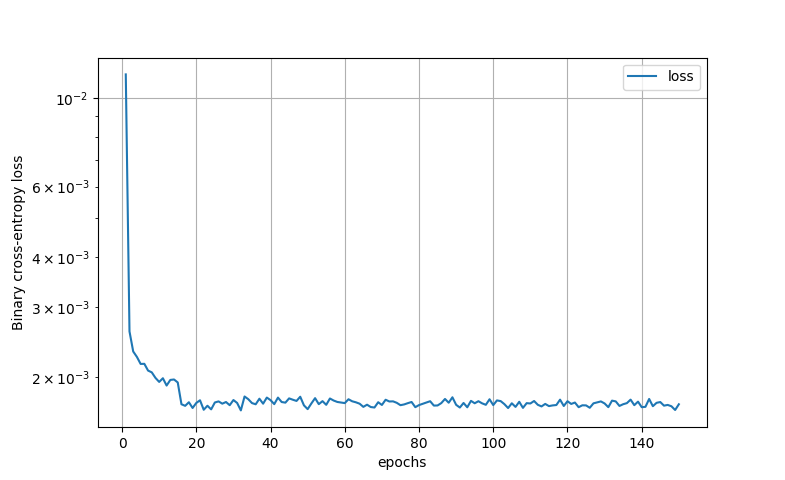 loss
10⁻²
6 × 10⁻³
4 × 10⁻³
3 × 10⁻³
2 × 10⁻³
Binary cross-entropy loss
0 20 40 60 80 100 120 140
epochs